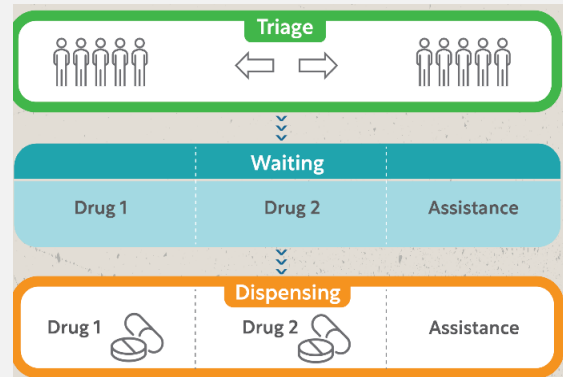 Triage
Waiting
Drug 1 Drug 2 Assistance
Dispensing
Drug 1 Drug 2 Assistance